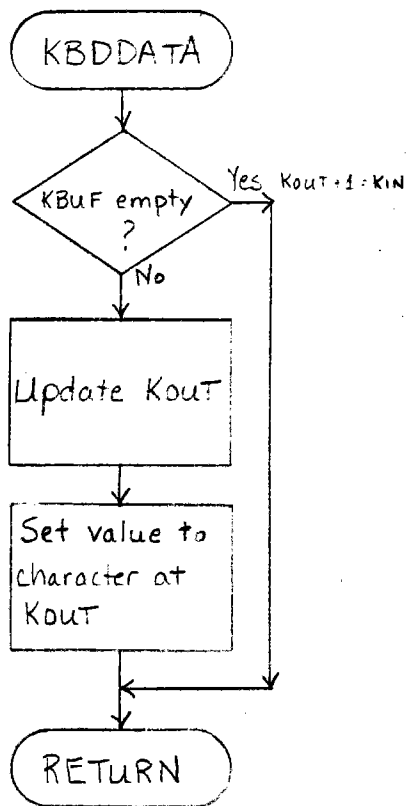 KBDDATA
KBUF empty
?
Yes KOUT+1=KIN
No
Update KOUT
Set value to
character at
KOUT
RETURN